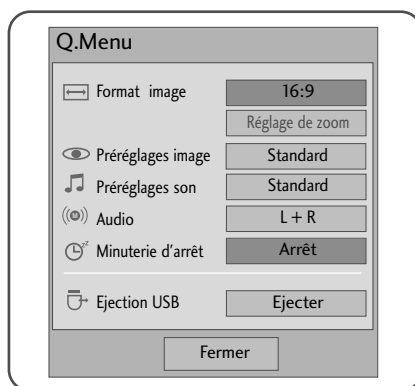 Q.Menu
Format image 16:9
Réglage de zoom
Préréglages image Standard
Préréglages son Standard
Audio L + R
Minuterie d'arrêt Arrêt
Ejection USB Ejecter
Fermer